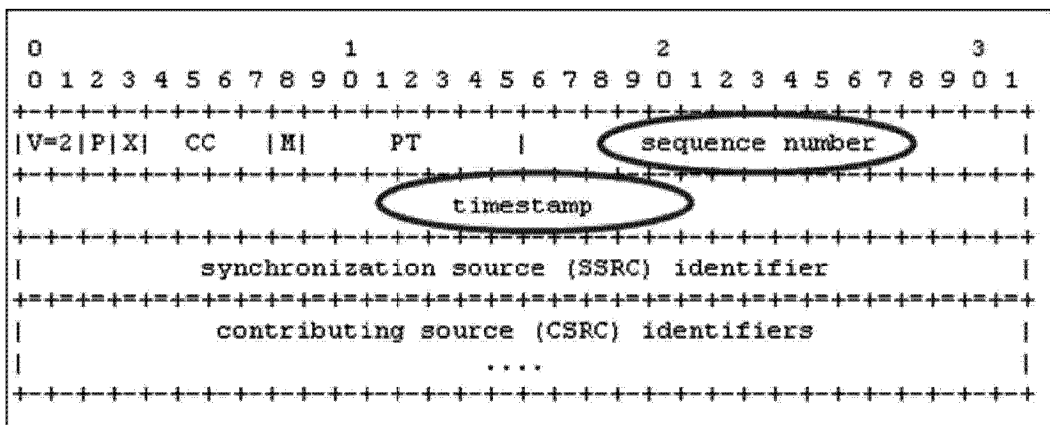 0                   1                   2                   3
0 1 2 3 4 5 6 7 8 9 0 1 2 3 4 5 6 7 8 9 0 1 2 3 4 5 6 7 8 9 0 1
+-+-+-+-+-+-+-+-+-+-+-+-+-+-+-+-+-+-+-+-+-+-+-+-+-+-+-+-+-+-+-+-+
|V=2|P|X|  CC   |M|     PT      |       sequence number         |
+-+-+-+-+-+-+-+-+-+-+-+-+-+-+-+-+-+-+-+-+-+-+-+-+-+-+-+-+-+-+-+-+
|                           timestamp                           |
+-+-+-+-+-+-+-+-+-+-+-+-+-+-+-+-+-+-+-+-+-+-+-+-+-+-+-+-+-+-+-+-+
|           synchronization source (SSRC) identifier            |
+=+=+=+=+=+=+=+=+=+=+=+=+=+=+=+=+=+=+=+=+=+=+=+=+=+=+=+=+=+=+=+=+
|            contributing source (CSRC) identifiers             |
|                             ....                              |
+-+-+-+-+-+-+-+-+-+-+-+-+-+-+-+-+-+-+-+-+-+-+-+-+-+-+-+-+-+-+-+-+